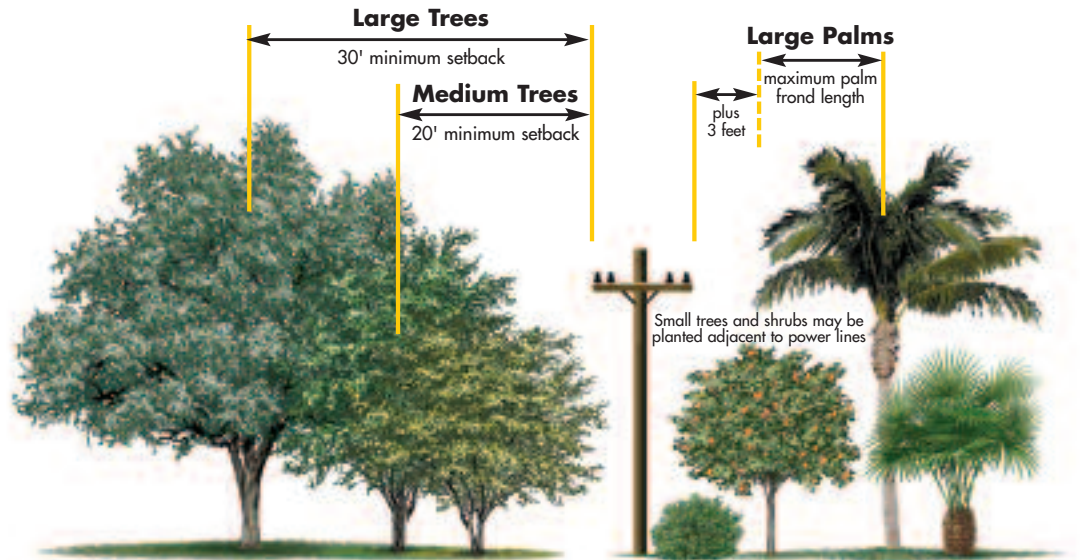 Large Trees
30' minimum setback
Medium Trees
20' minimum setback
Large Palms
maximum palm
frond length
plus
3 feet
Small trees and shrubs may be
planted adjacent to power lines